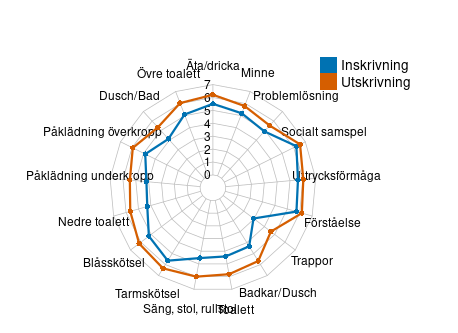 Äta/dricka
Minne
Problemlösning
Socialt samspel
Uttrycksförmåga
Förståelse
Trappor
Badkar/Dusch
Toalett
Säng, stol, rullstol
Tarmskötsel
Blåsskötsel
Nedre toalett
Påklädning underkropp
Påklädning överkropp
Dusch/Bad
Övre toalett
7
6
5
4
3
2
1
0
Inskrivning
Utskrivning